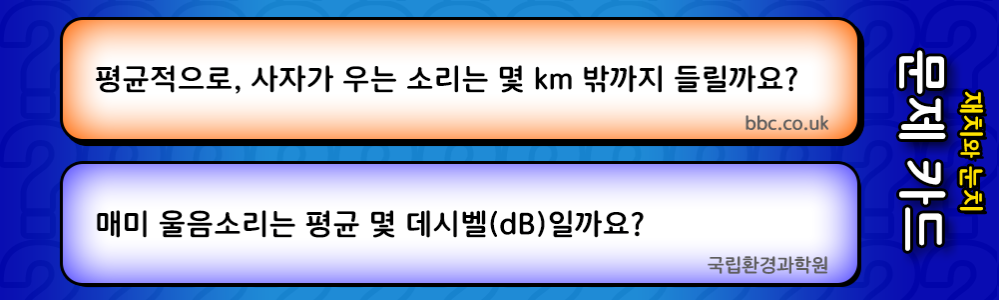 평균적으로, 사자가 우는 소리는 몇 km 밖까지 들릴까요?
bbc.co.uk
매미 울음소리는 평균 몇 데시벨(dB)일까요?
국립환경과학원
재치와 눈치
문제 카드